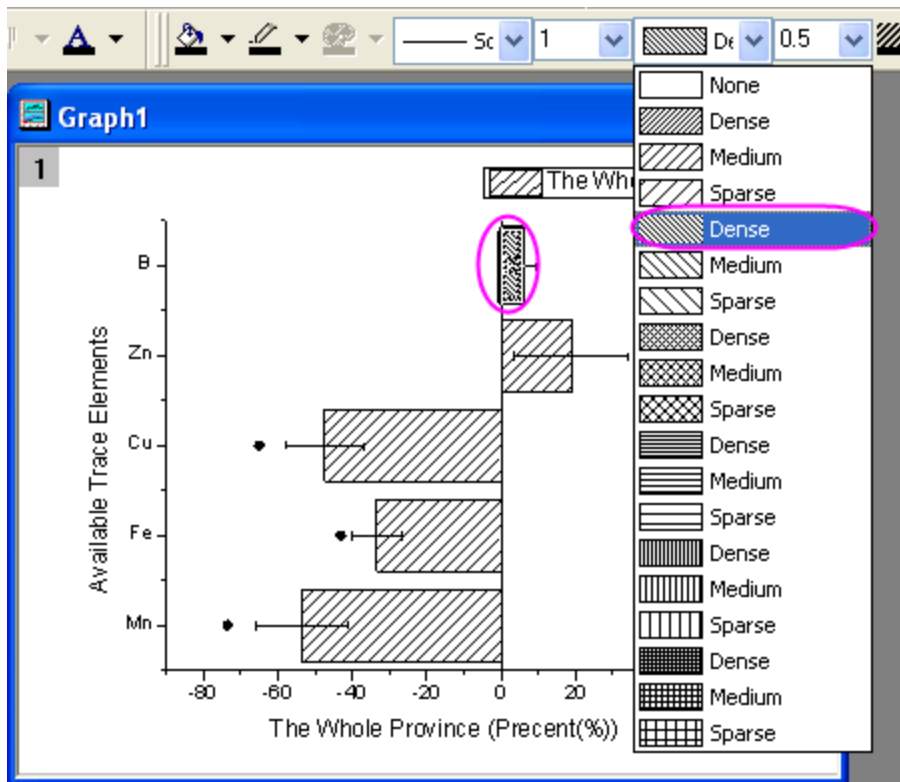 A
Sc
1
De
0.5
Graph1
1
The Wh
B
Zn
Cu
Fe
Mn
Available Trace Elements
-80 -60 -40 -20 0 20
The Whole Province (Precent(%))
None
Dense
Medium
Sparse
Dense
Medium
Sparse
Dense
Medium
Sparse
Dense
Medium
Sparse
Dense
Medium
Sparse
Dense
Medium
Sparse